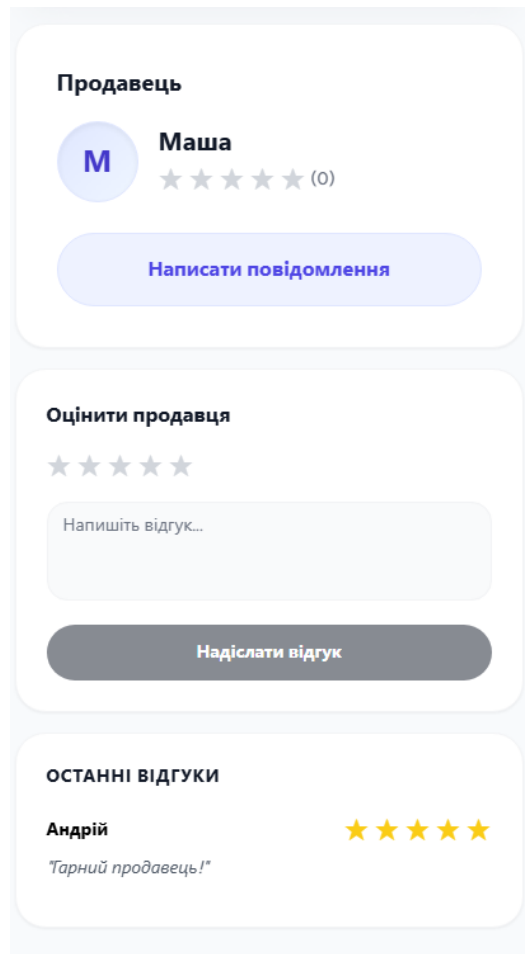 Продавець
М
Маша
(0)
Написати повідомлення
Оцінити продавця
Напишіть відгук...
Надіслати відгук
ОСТАННІ ВІДГУКИ
Андрій
"Гарний продавець!"